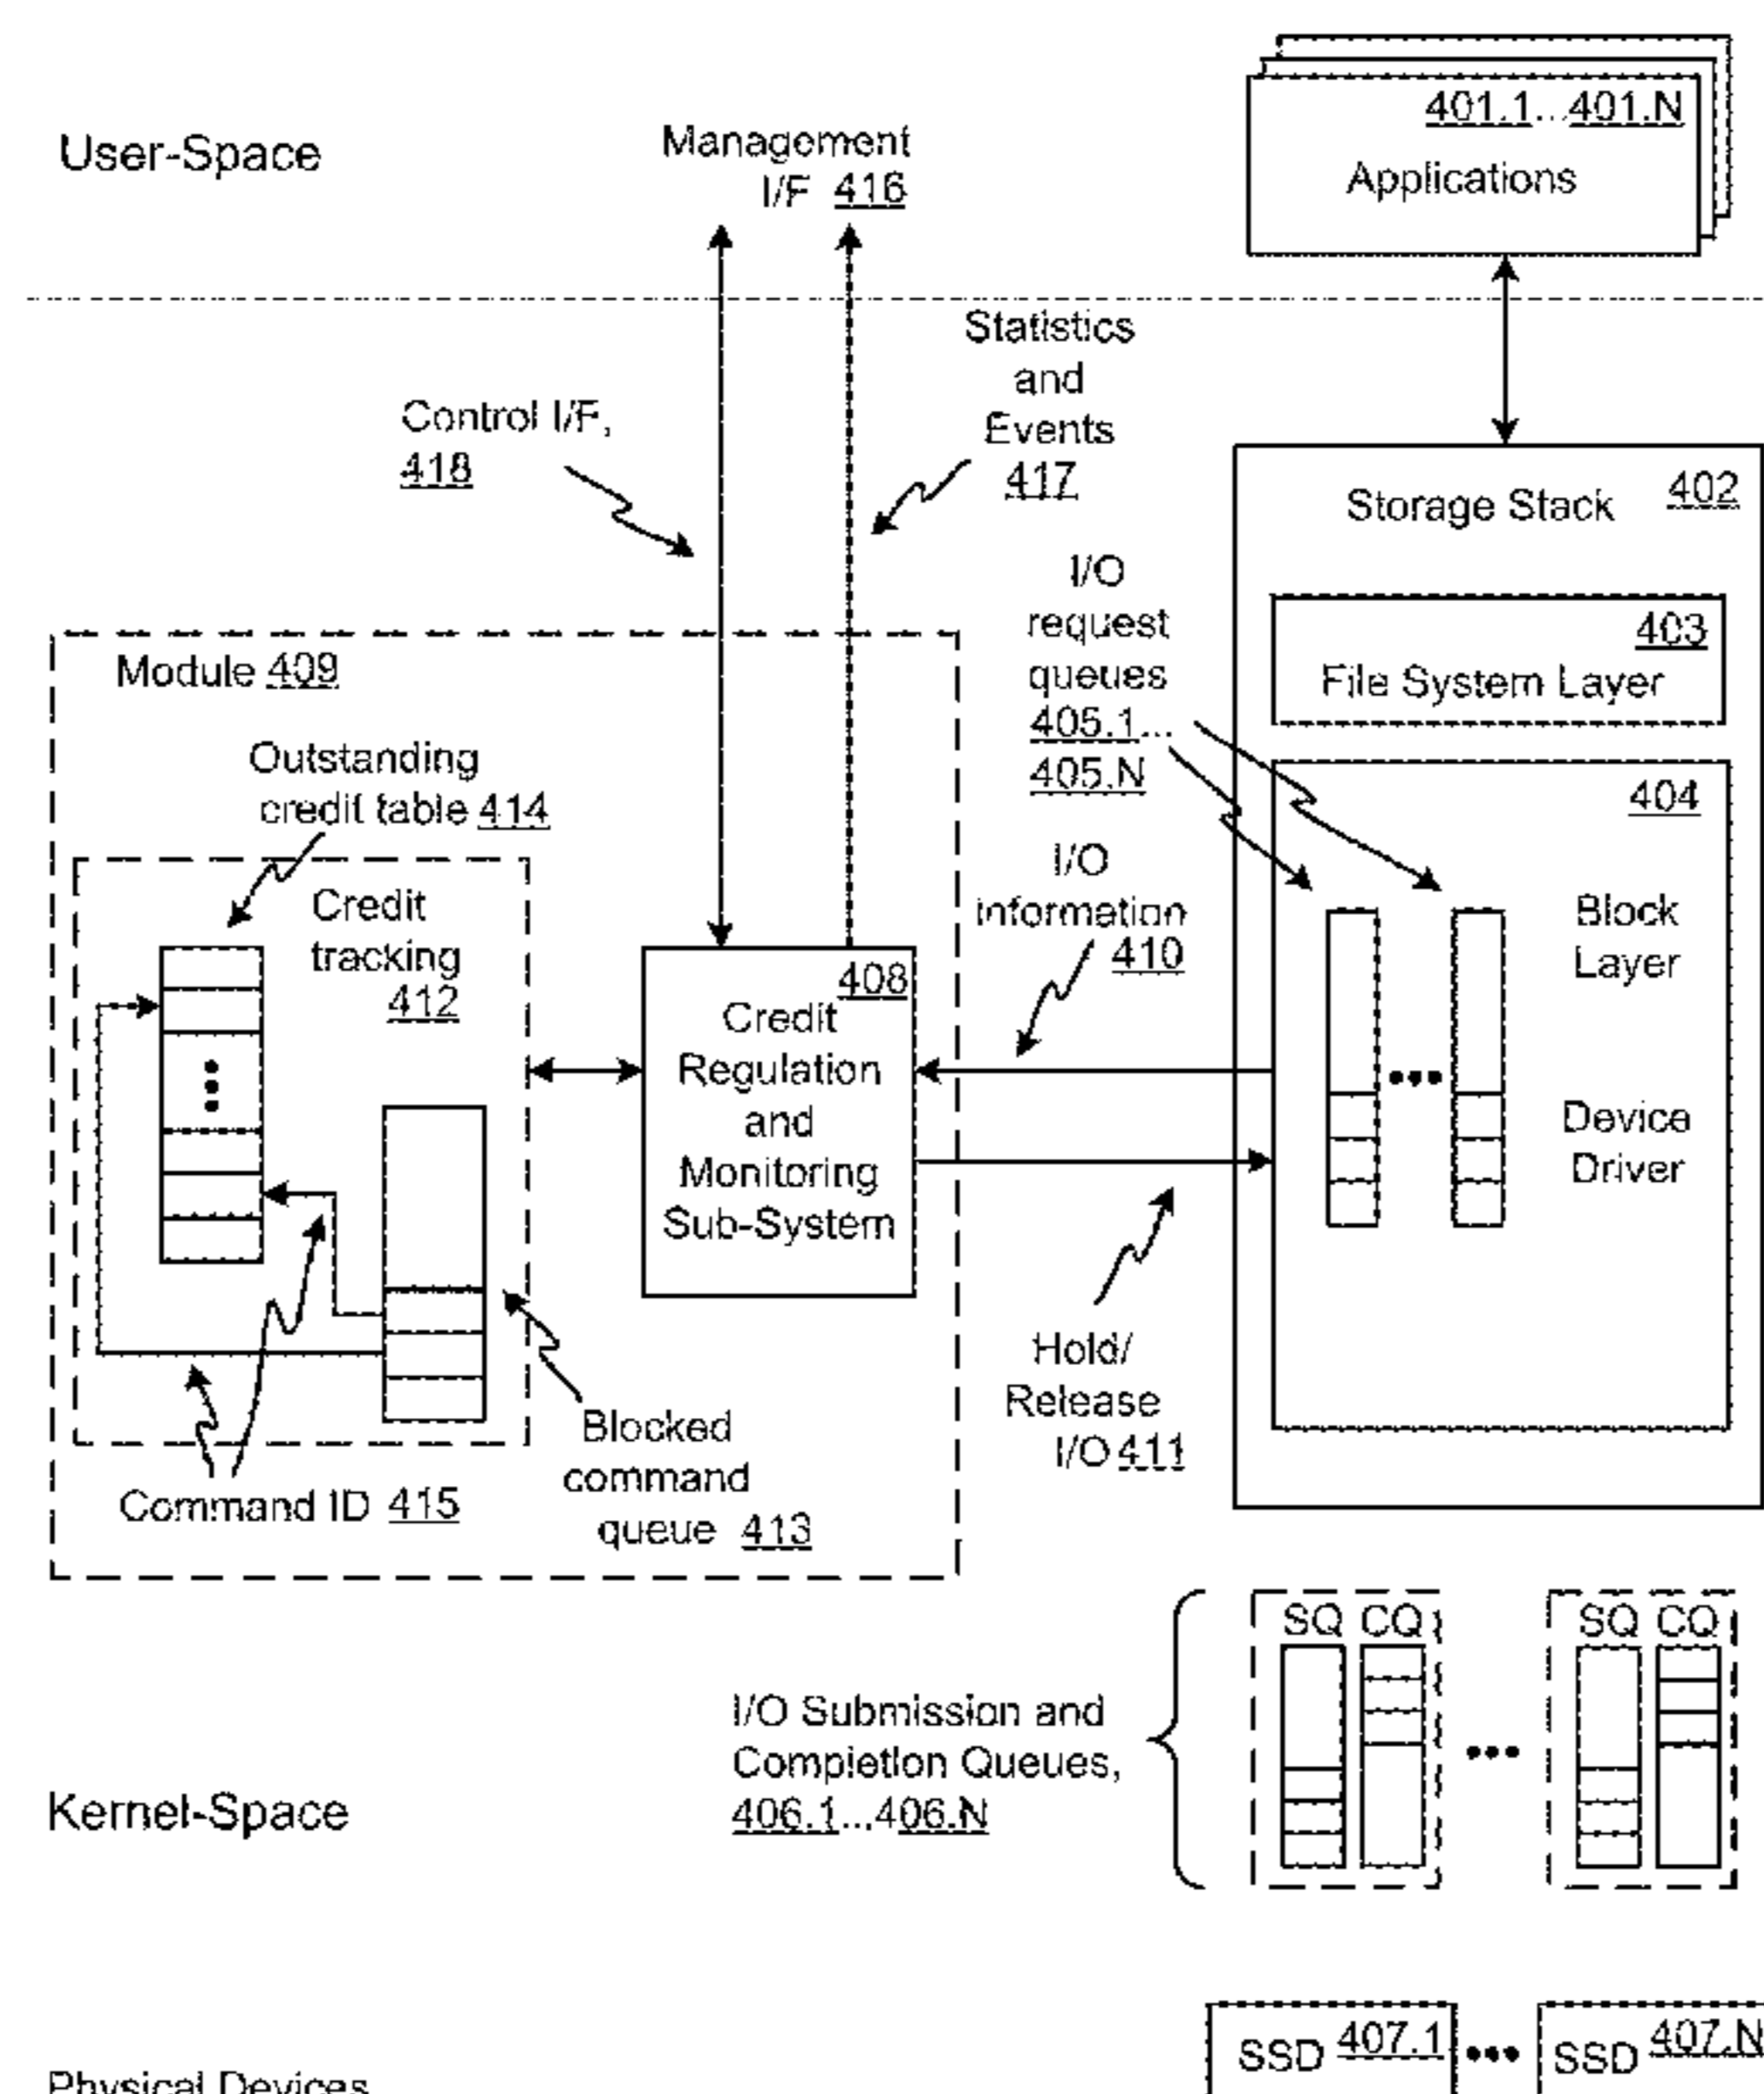 User-Space
Management
I/F 416
401.1...401.N
Applications
Statistics
and
Events
417
Control I/F,
418
Storage Stack 402
I/O
request
queues
405.1...
405.N
403
File System Layer
404
Block
Layer
Device
Driver
Module 409
Outstanding
credit table 414
Credit
tracking
412
408
Credit
Regulation
and
Monitoring
Sub-System
I/O
information
410
Hold/
Release
I/O 411
Command ID 415
Blocked
command
queue 413
SQ CQ
SQ CQ
I/O Submission and
Completion Queues,
406.1...406.N
Kernel-Space
SSD 407.1
SSD 407.N
Physical Devices